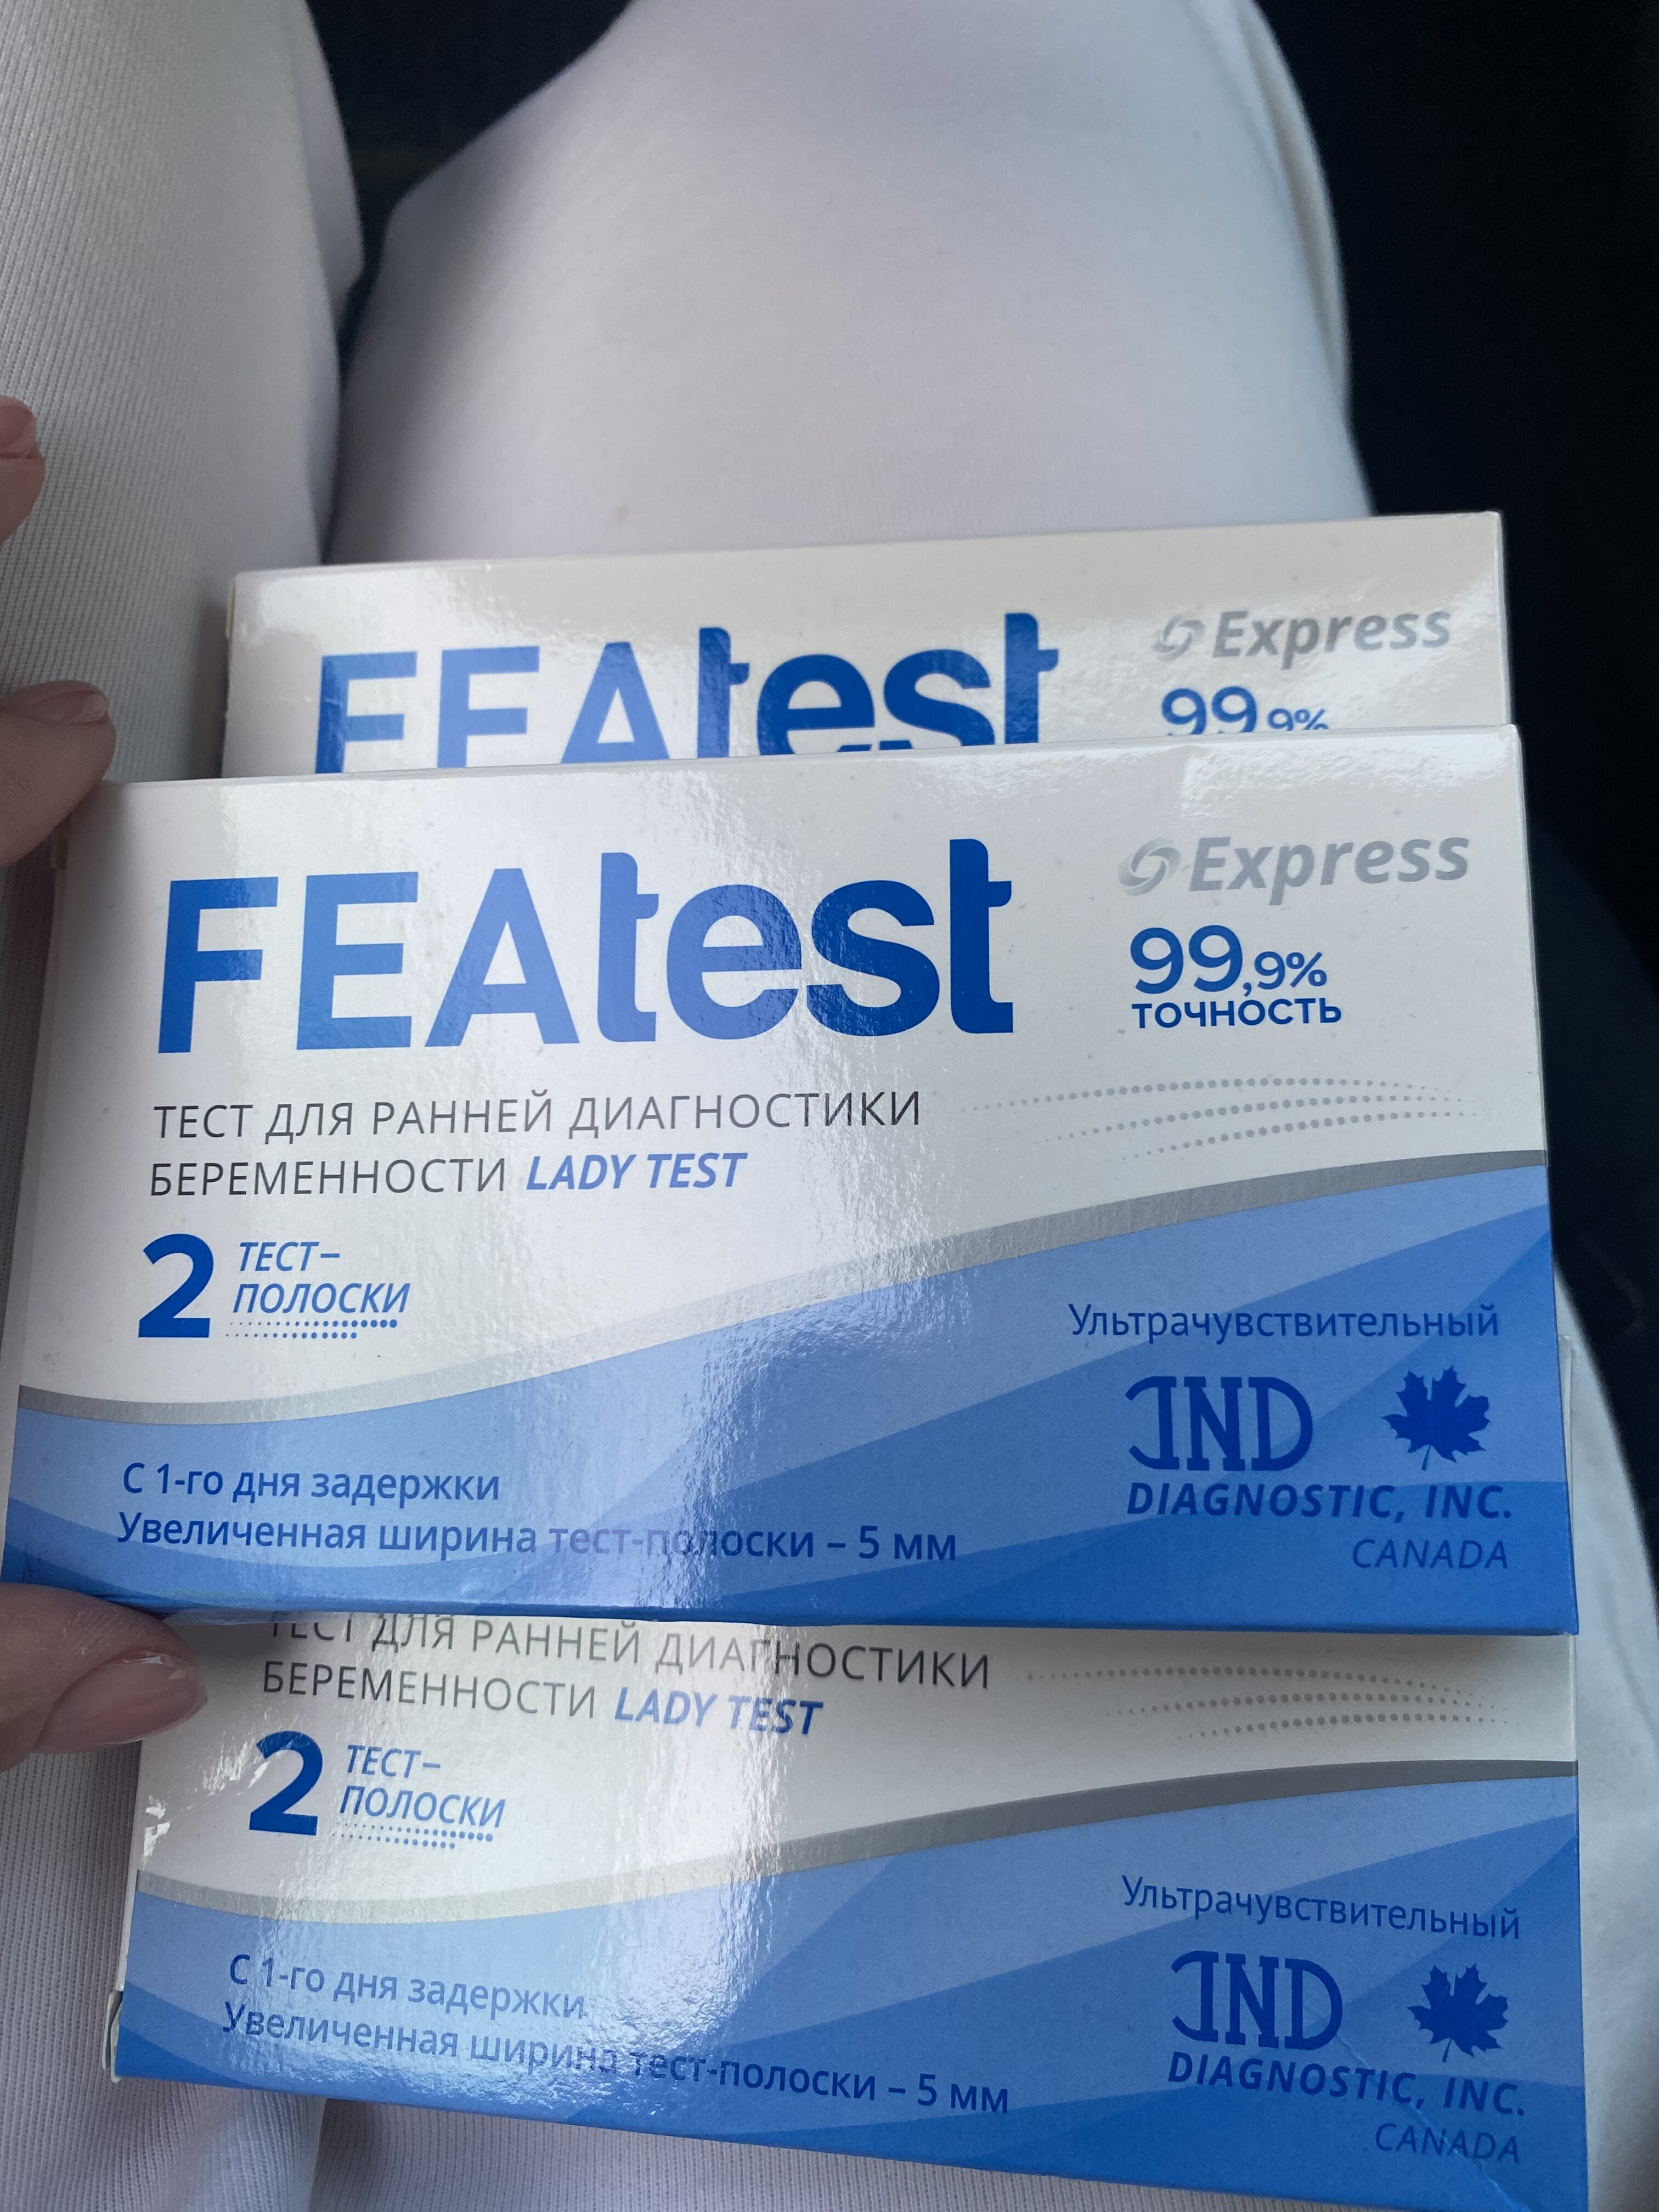 FEAtest
Express
99,9%
FEAtest
Express
99,9%
ТОЧНОСТЬ
ТЕСТ ДЛЯ РАННЕЙ ДИАГНОСТИКИ
БЕРЕМЕННОСТИ LADY TEST
2 ТЕСТ–
ПОЛОСКИ
Ультрачувствительный
IND
DIAGNOSTIC, INC.
CANADA
С 1-го дня задержки
Увеличенная ширина тест-полоски – 5 мм
ТЕСТ ДЛЯ РАННЕЙ ДИАГНОСТИКИ
БЕРЕМЕННОСТИ LADY TEST
2 ТЕСТ–
ПОЛОСКИ
Ультрачувствительный
IND
DIAGNOSTIC, INC.
CANADA
С 1-го дня задержки
Увеличенная ширина тест-полоски – 5 мм